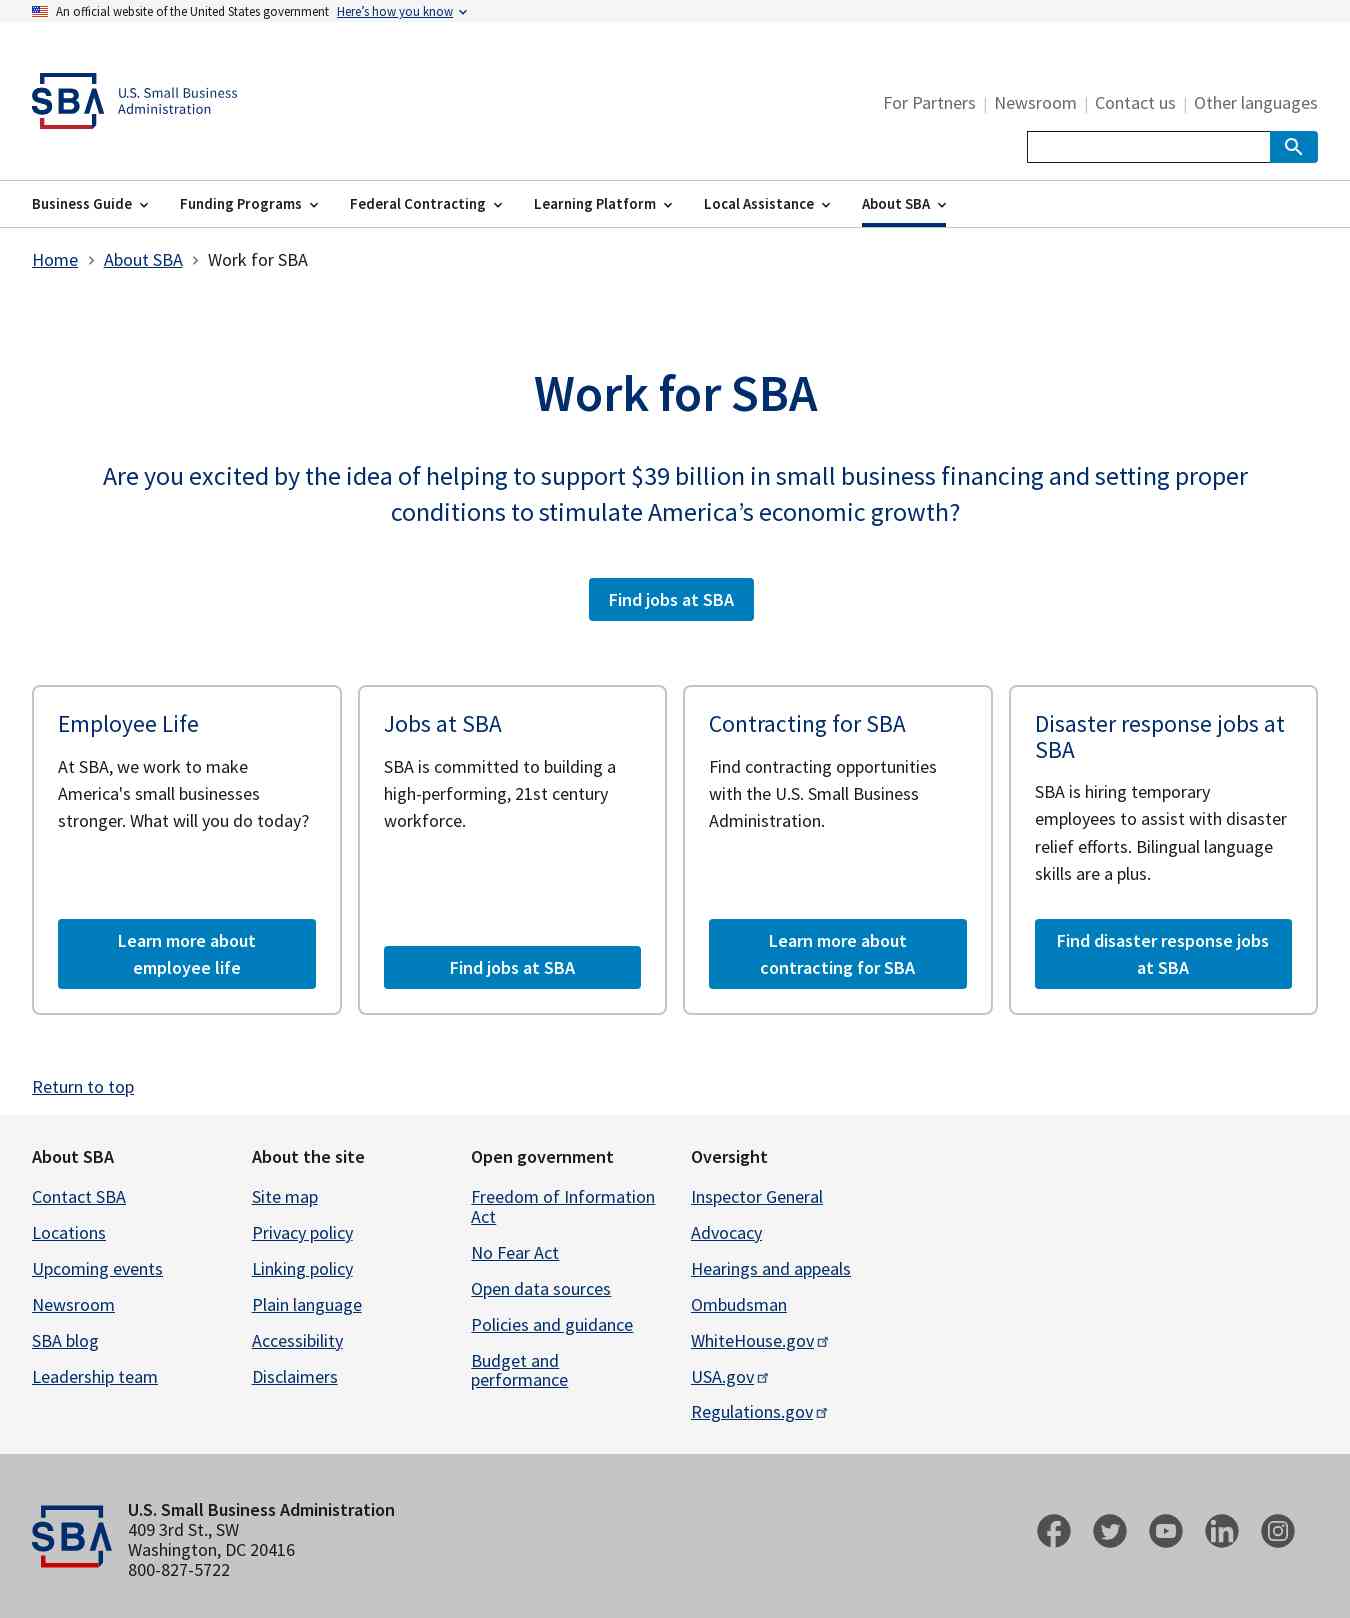 An official website of the United States government Here’s how you know
SBA U.S. Small Business
Administration
For Partners | Newsroom | Contact us | Other languages
Business Guide Funding Programs Federal Contracting Learning Platform Local Assistance About SBA
Home > About SBA > Work for SBA
Work for SBA
Are you excited by the idea of helping to support $39 billion in small business financing and setting proper
conditions to stimulate America’s economic growth?
Find jobs at SBA
Employee Life
At SBA, we work to make
America's small businesses
stronger. What will you do today?
Learn more about
employee life
Jobs at SBA
SBA is committed to building a
high-performing, 21st century
workforce.
Find jobs at SBA
Contracting for SBA
Find contracting opportunities
with the U.S. Small Business
Administration.
Learn more about
contracting for SBA
Disaster response jobs at
SBA
SBA is hiring temporary
employees to assist with disaster
relief efforts. Bilingual language
skills are a plus.
Find disaster response jobs
at SBA
Return to top
About SBA
Contact SBA
Locations
Upcoming events
Newsroom
SBA blog
Leadership team
About the site
Site map
Privacy policy
Linking policy
Plain language
Accessibility
Disclaimers
Open government
Freedom of Information
Act
No Fear Act
Open data sources
Policies and guidance
Budget and
performance
Oversight
Inspector General
Advocacy
Hearings and appeals
Ombudsman
WhiteHouse.gov
USA.gov
Regulations.gov
SBA
U.S. Small Business Administration
409 3rd St., SW
Washington, DC 20416
800-827-5722